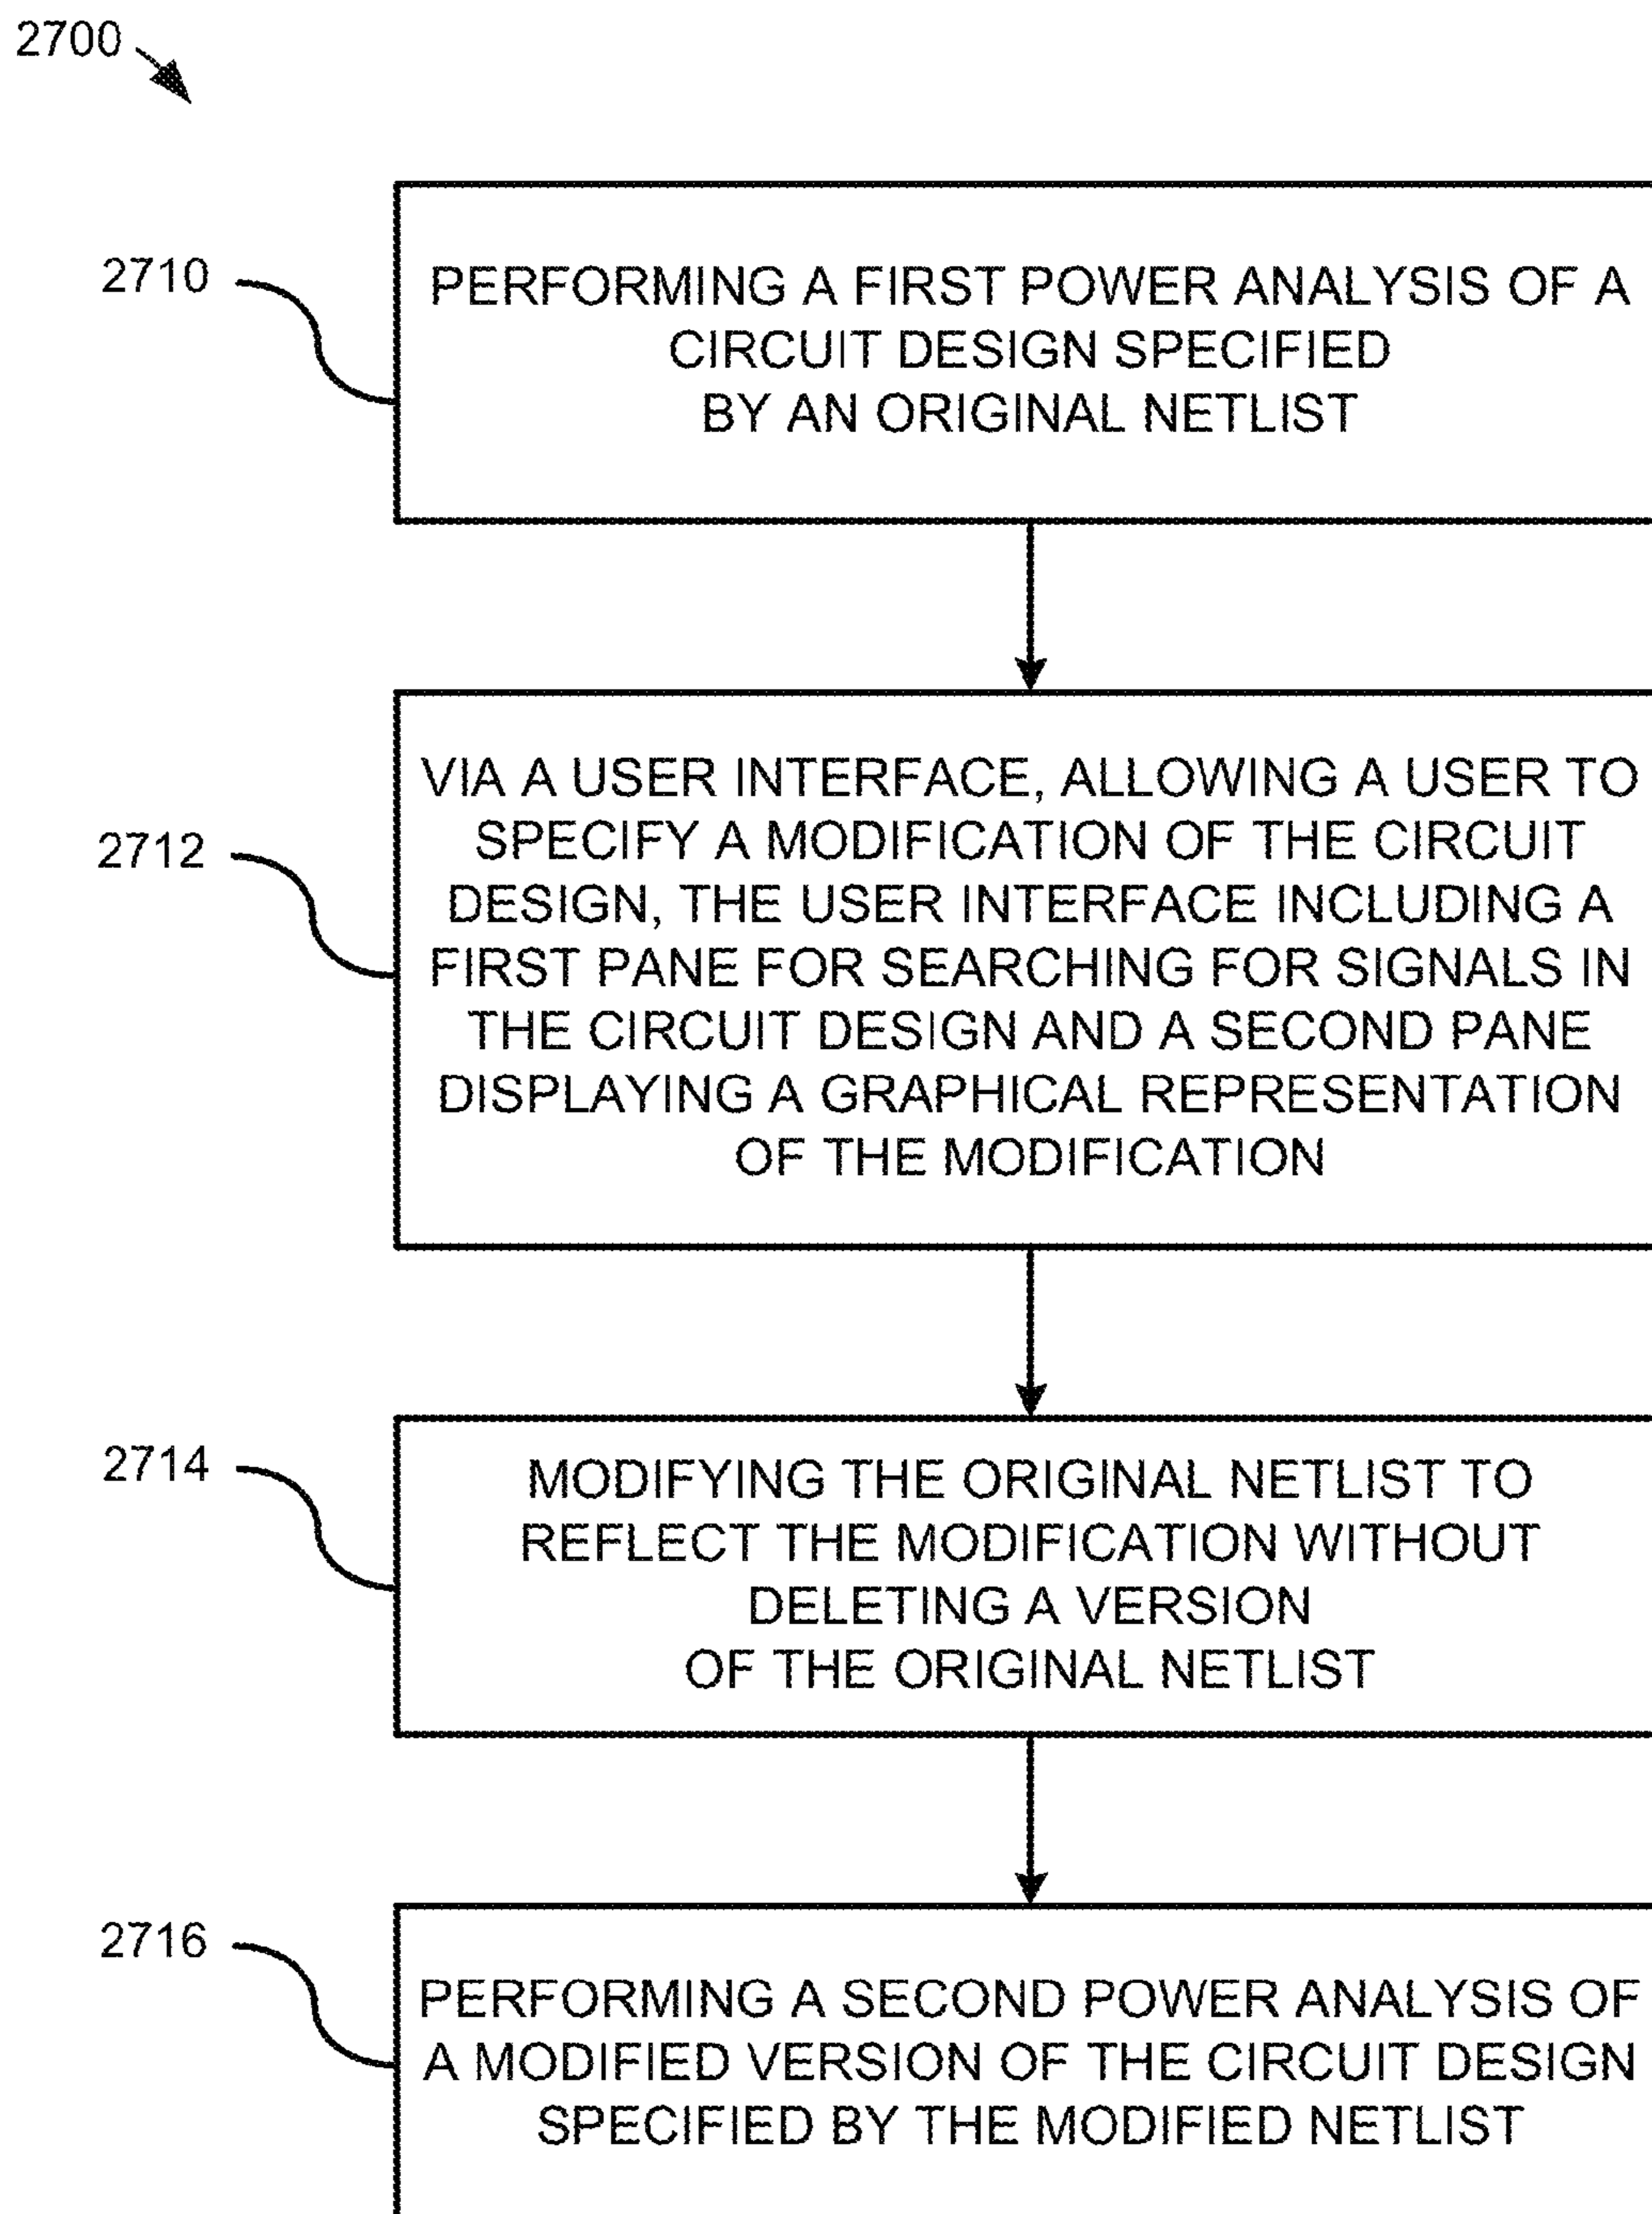 2700
2710
PERFORMING A FIRST POWER ANALYSIS OF A
CIRCUIT DESIGN SPECIFIED
BY AN ORIGINAL NETLIST
2712
VIA A USER INTERFACE, ALLOWING A USER TO
SPECIFY A MODIFICATION OF THE CIRCUIT
DESIGN, THE USER INTERFACE INCLUDING A
FIRST PANE FOR SEARCHING FOR SIGNALS IN
THE CIRCUIT DESIGN AND A SECOND PANE
DISPLAYING A GRAPHICAL REPRESENTATION
OF THE MODIFICATION
2714
MODIFYING THE ORIGINAL NETLIST TO
REFLECT THE MODIFICATION WITHOUT
DELETING A VERSION
OF THE ORIGINAL NETLIST
2716
PERFORMING A SECOND POWER ANALYSIS OF
A MODIFIED VERSION OF THE CIRCUIT DESIGN
SPECIFIED BY THE MODIFIED NETLIST